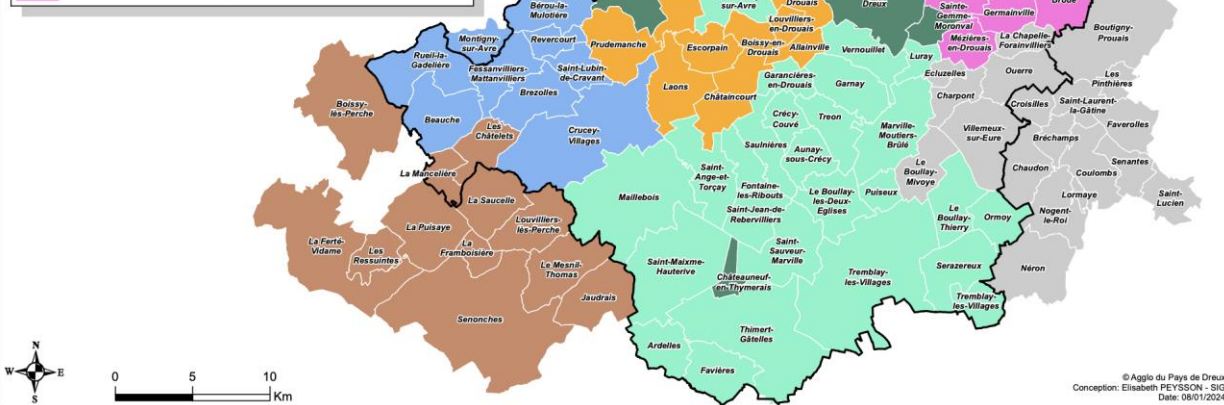 Bérou-la-
Mulotière
sur-Avre
Drouais
Dreux
Sainte-
Gemme-
Moronval
Germainville
Broué
Boutigny-
Prouais
Montigny-
sur-Avre
Revercourt
Prudemanche
Louvilliers-
en-Drouais
Escorpain
Boissy-en-
Drouais
Allainville
Vernouillet
Luray
Mézières-
en-Drouais
La Chapelle-
Forainvilliers
Rueil-la-
Gadelière
Fessanvilliers-
Mattanvilliers
Saint-Lubin-
de-Cravant
Garancières-
en-Drouais
Garnay
Ecluzelles
Ouerre
Les
Pinthières
Boissy-
lès-Perche
Brezolles
Laons
Châtaincourt
Charpont
Croisilles
Saint-Laurent-
la-Gâtine
Beauche
Les
Châtelets
Crucey-
Villages
Crécy-
Couvé
Treon
Marville-
Moutiers-
Brûlé
Villemeux-
sur-Eure
Bréchamps
Faverolles
Saulnières
Aunay-
sous-Crécy
La Mancelière
Saint-
Ange-et-
Torçay
Le
Boullay-
Mivoye
Chaudon
Coulombs
Senantes
Maillebois
Fontaine-
les-Ribouts
Le Boullay-
les-Deux-
Eglises
Puiseux
Lormaye
Saint-
Lucien
La Saucelle
Saint-Jean-de-
Rebervilliers
Le
Boullay-
Thierry
Ormoy
Nogent-
le-Roi
La Puisaye
Louvilliers-
lès-Perche
La Ferté-
Vidame
Les
Ressuintes
La
Framboisière
Saint-
Sauveur-
Marville
Le Mesnil-
Thomas
Saint-Maixme-
Hauterive
Châteauneuf-
en-Thymerais
Tremblay-
les-Villages
Serazereux
Néron
Jaudrais
Tremblay-
les-Villages
Senonches
Thimert-
Gâtelles
Ardelles
Favières
N
W
E
S
0 5 10
Km
© Agglo du Pays de Dreux
Conception: Elisabeth PEYSSON - SIG
Date: 08/01/2024